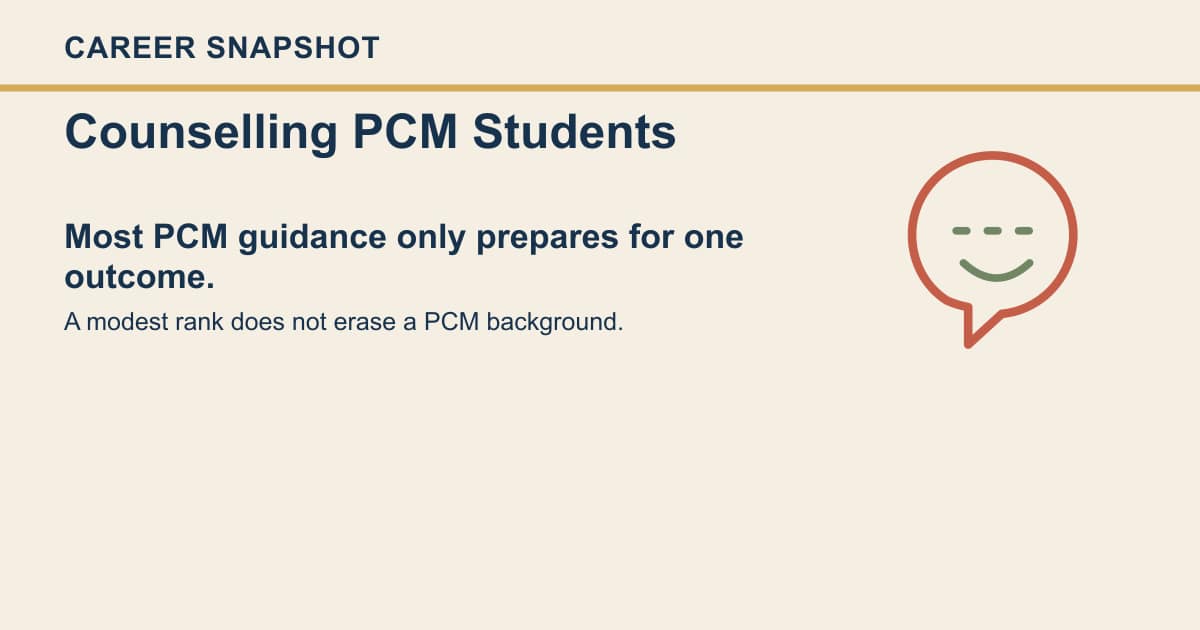 CAREER SNAPSHOT
Counselling PCM Students
Most PCM guidance only prepares for one
outcome.
A modest rank does not erase a PCM background.